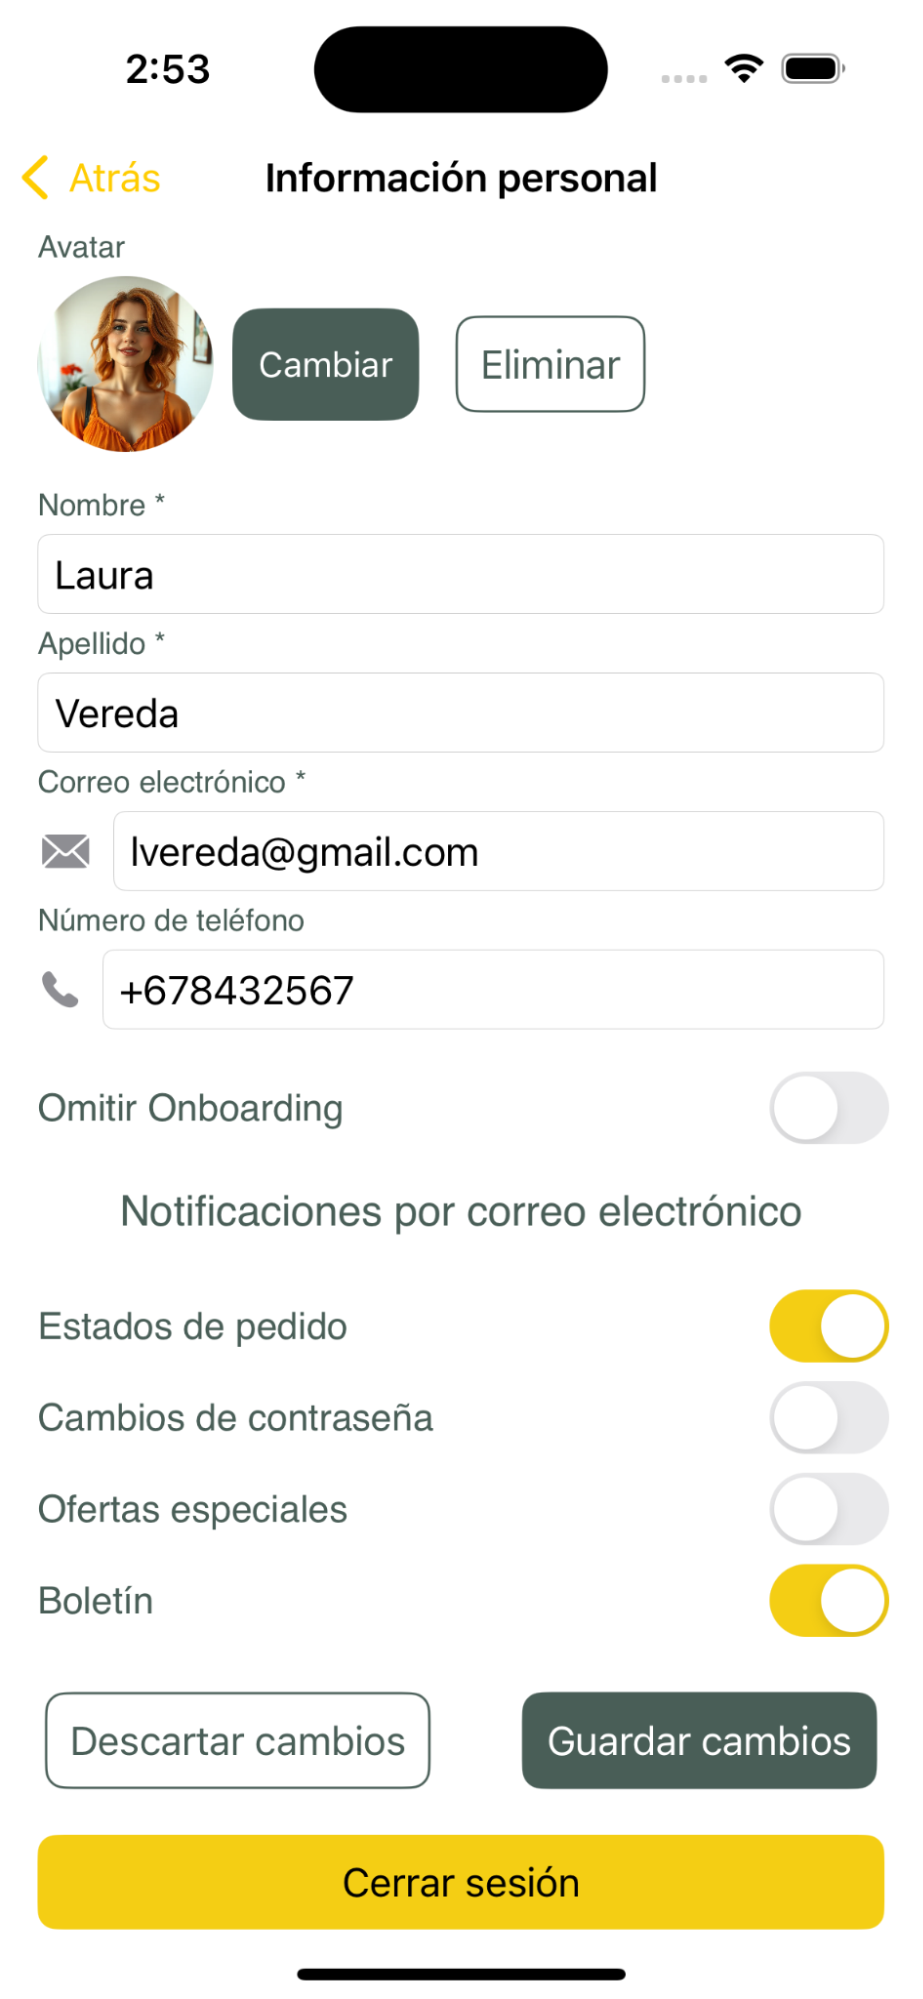 2:53
Atrás
Información personal
Avatar
Cambiar
Eliminar
Nombre *
Laura
Apellido *
Vereda
Correo electrónico *
lvereda@gmail.com
Número de teléfono
+678432567
Omitir Onboarding
Notificaciones por correo electrónico
Estados de pedido
Cambios de contraseña
Ofertas especiales
Boletín
Descartar cambios
Guardar cambios
Cerrar sesión